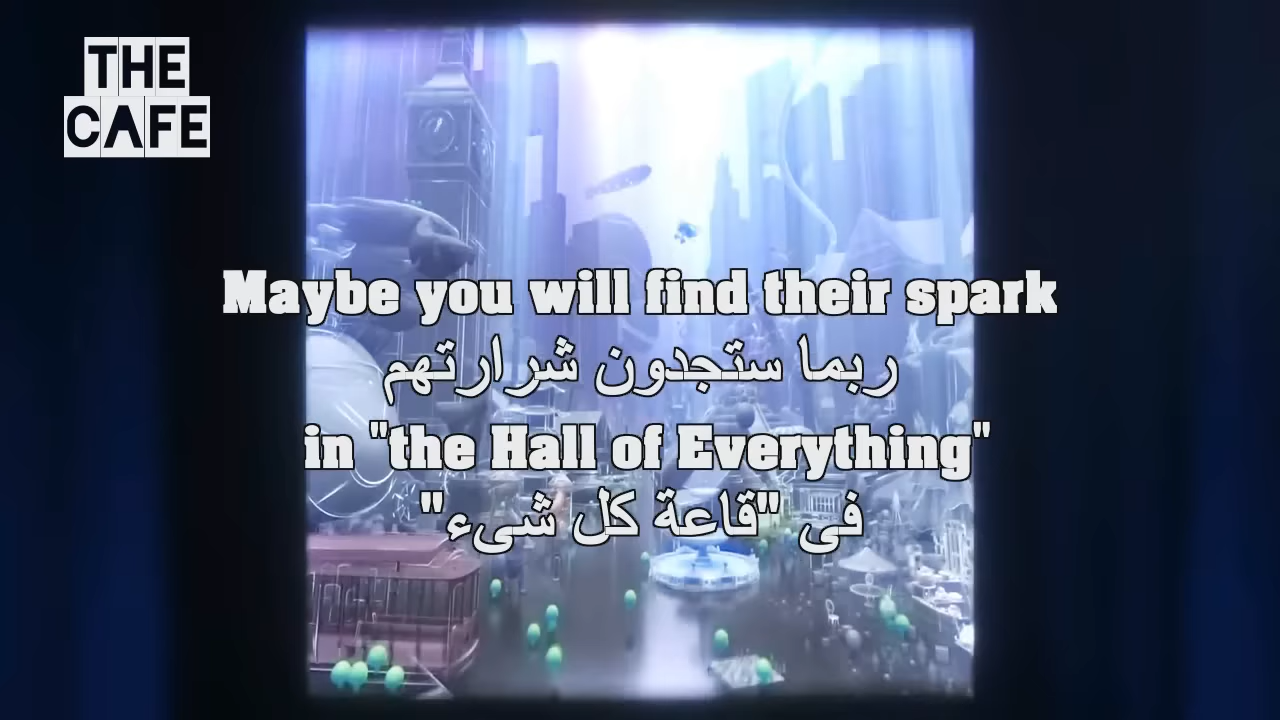 THE
CAFE
Maybe you will find their spark
ربما ستجدون شرارتهم
in "the Hall of Everything"
فى "قاعة كل شىء"